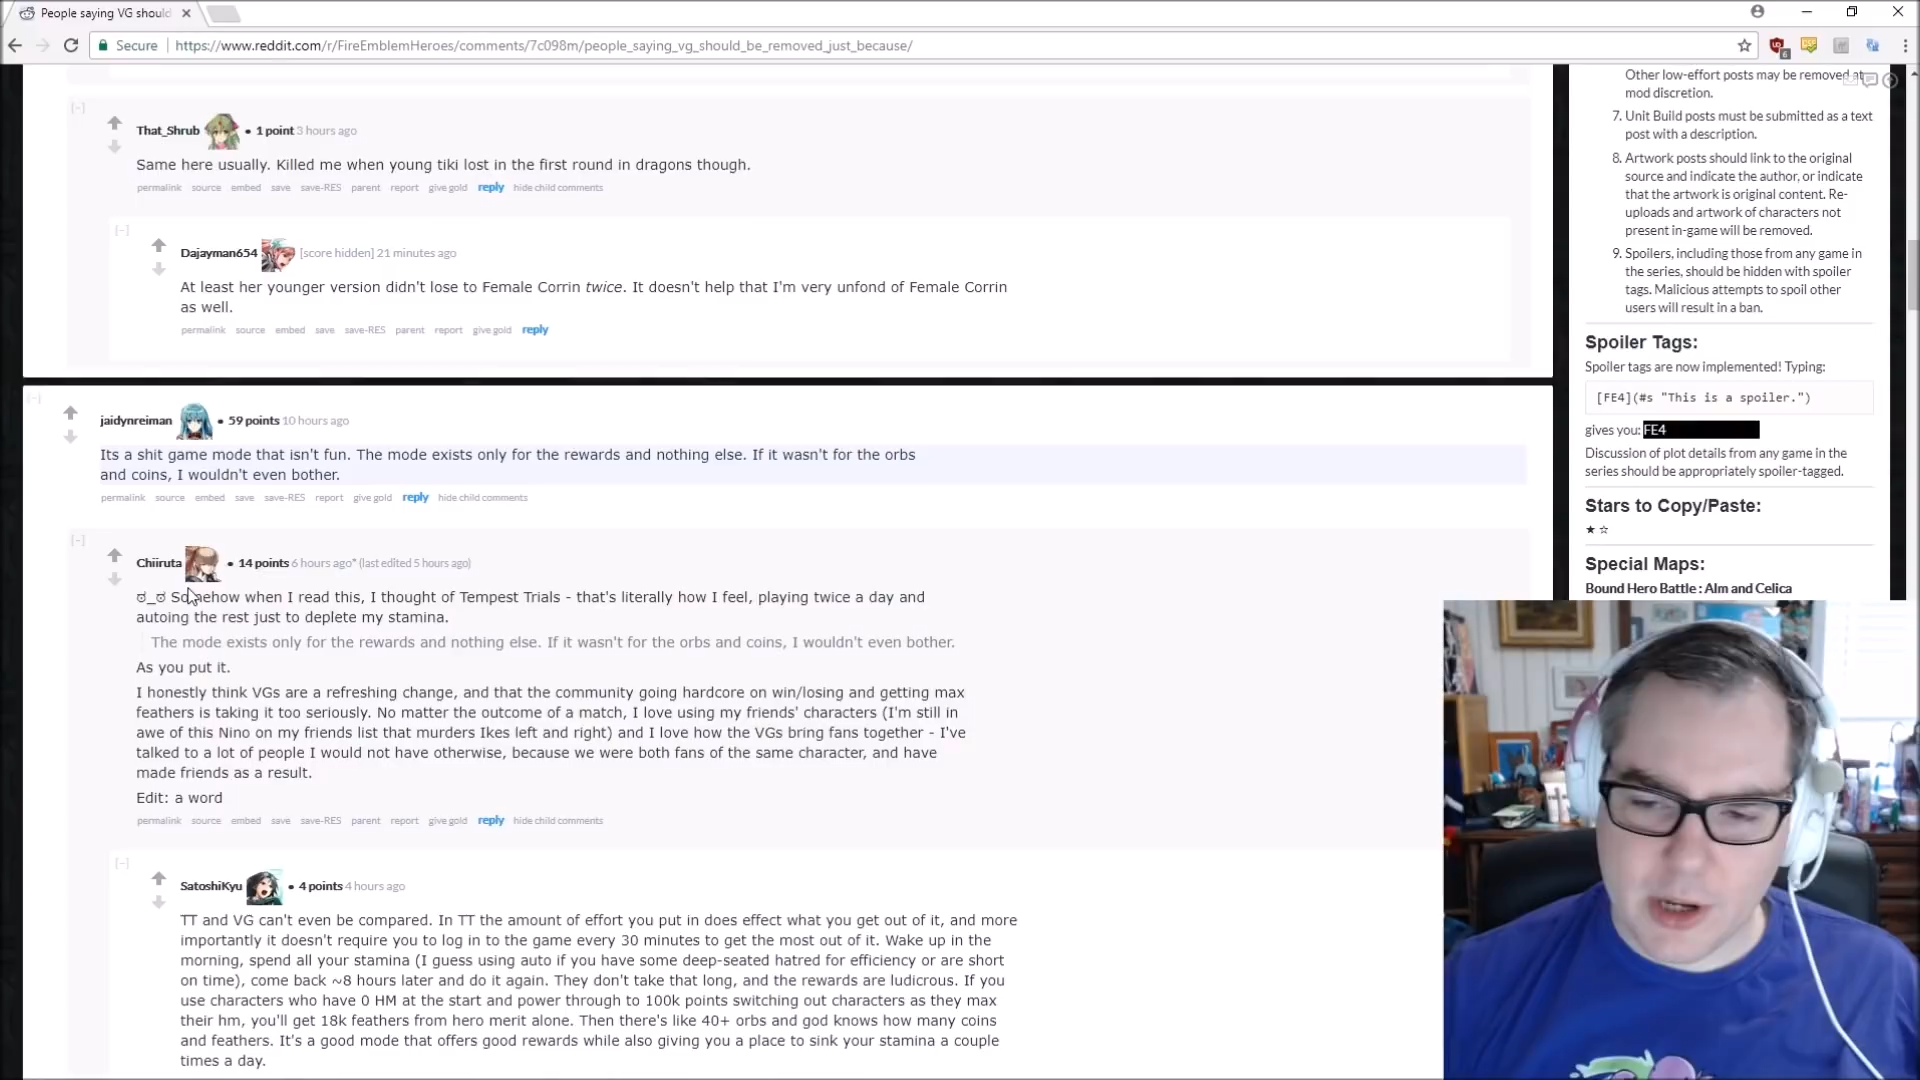 People saying VG should
Secure https://www.reddit.com/r/FireEmblemHeroes/comments/7c098m/people_saying_vg_should_be_removed_just_because/
[-]
That_Shrub • 1 point 3 hours ago
Same here usually. Killed me when young tiki lost in the first round in dragons though.
permalink source embed save save-RES parent report give gold reply hide child comments
[-]
Dajayman654 [score hidden] 21 minutes ago
At least her younger version didn't lose to Female Corrin twice. It doesn't help that I'm very unfond of Female Corrin
as well.
permalink source embed save save-RES parent report give gold reply
[-]
jaidynreiman • 59 points 10 hours ago
Its a shit game mode that isn't fun. The mode exists only for the rewards and nothing else. If it wasn't for the orbs
and coins, I wouldn't even bother.
permalink source embed save save-RES report give gold reply hide child comments
[-]
Chiiruta • 14 points 6 hours ago* (last edited 5 hours ago)
ಠ_ಠ Somehow when I read this, I thought of Tempest Trials - that's literally how I feel, playing twice a day and
autoing the rest just to deplete my stamina.
The mode exists only for the rewards and nothing else. If it wasn't for the orbs and coins, I wouldn't even bother.
As you put it.
I honestly think VGs are a refreshing change, and that the community going hardcore on win/losing and getting max
feathers is taking it too seriously. No matter the outcome of a match, I love using my friends' characters (I'm still in
awe of this Nino on my friends list that murders Ikes left and right) and I love how the VGs bring fans together - I've
talked to a lot of people I would not have otherwise, because we were both fans of the same character, and have
made friends as a result.
Edit: a word
permalink source embed save save-RES parent report give gold reply hide child comments
[-]
SatoshiKyu • 4 points 4 hours ago
TT and VG can't even be compared. In TT the amount of effort you put in does effect what you get out of it, and more
importantly it doesn't require you to log in to the game every 30 minutes to get the most out of it. Wake up in the
morning, spend all your stamina (I guess using auto if you have some deep-seated hatred for efficiency or are short
on time), come back ~8 hours later and do it again. They don't take that long, and the rewards are ludicrous. If you
use characters who have 0 HM at the start and power through to 100k points switching out characters as they max
their hm, you'll get 18k feathers from hero merit alone. Then there's like 40+ orbs and god knows how many coins
and feathers. It's a good mode that offers good rewards while also giving you a place to sink your stamina a couple
times a day.
Other low-effort posts may be removed at
mod discretion.
7. Unit Build posts must be submitted as a text
post with a description.
8. Artwork posts should link to the original
source and indicate the author, or indicate
that the artwork is original content. Re-
uploads and artwork of characters not
present in-game will be removed.
9. Spoilers, including those from any game in
the series, should be hidden with spoiler
tags. Malicious attempts to spoil other
users will result in a ban.
Spoiler Tags:
Spoiler tags are now implemented! Typing:
[FE4](#s "This is a spoiler.")
gives you: FE4
Discussion of plot details from any game in the
series should be appropriately spoiler-tagged.
Stars to Copy/Paste:
★ ☆
Special Maps:
Bound Hero Battle : Alm and Celica